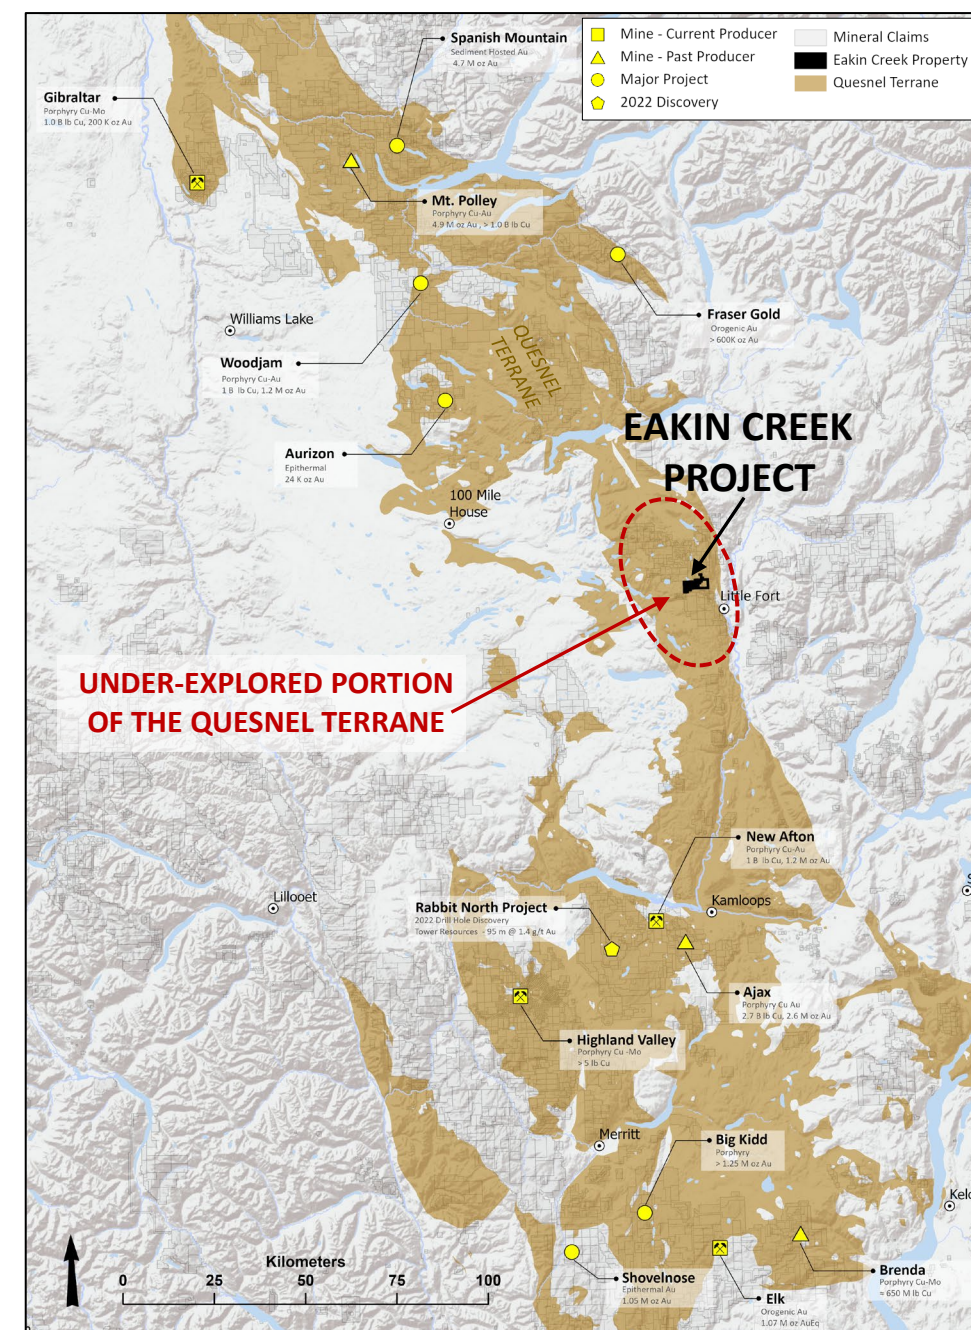 Mine - Current Producer
Mine - Past Producer
Major Project
2022 Discovery
Mineral Claims
Eakin Creek Property
Quesnel Terrane
Spanish Mountain
Sediment Hosted Au
4.7 M oz Au
Gibraltar
Porphyry Cu-Mo
1.0 B lb Cu, 200 K oz Au
Mt. Polley
Porphyry Cu-Au
4.9 M oz Au , > 1.0 B lb Cu
Fraser Gold
Orogenic Au
> 600K oz Au
Williams Lake
Woodjam
Porphyry Cu-Au
1 B lb Cu, 1.2 M oz Au
QUESNEL
TERRANE
Aurizon
Epithermal
24 K oz Au
EAKIN CREEK
PROJECT
100 Mile
House
Little Fort
UNDER-EXPLORED PORTION
OF THE QUESNEL TERRANE
New Afton
Porphyry Cu-Au
1 B lb Cu, 1.2 M oz Au
Lillooet
Rabbit North Project
2022 Drill Hole Discovery
Tower Resources - 95 m @ 1.4 g/t Au
Kamloops
Ajax
Porphyry Cu Au
2.7 B lb Cu, 2.6 M oz Au
Highland Valley
Porphyry Cu -Mo
> 5 lb Cu
Merritt
Big Kidd
Porphyry
> 1.25 M oz Au
Kelo
Kilometers
0 25 50 75 100
Shovelnose
Epithermal Au
1.05 M oz Au
Elk
Orogenic Au
1.07 M oz AuEq
Brenda
Porphyry Cu-Mo
≈ 650 M lb Cu